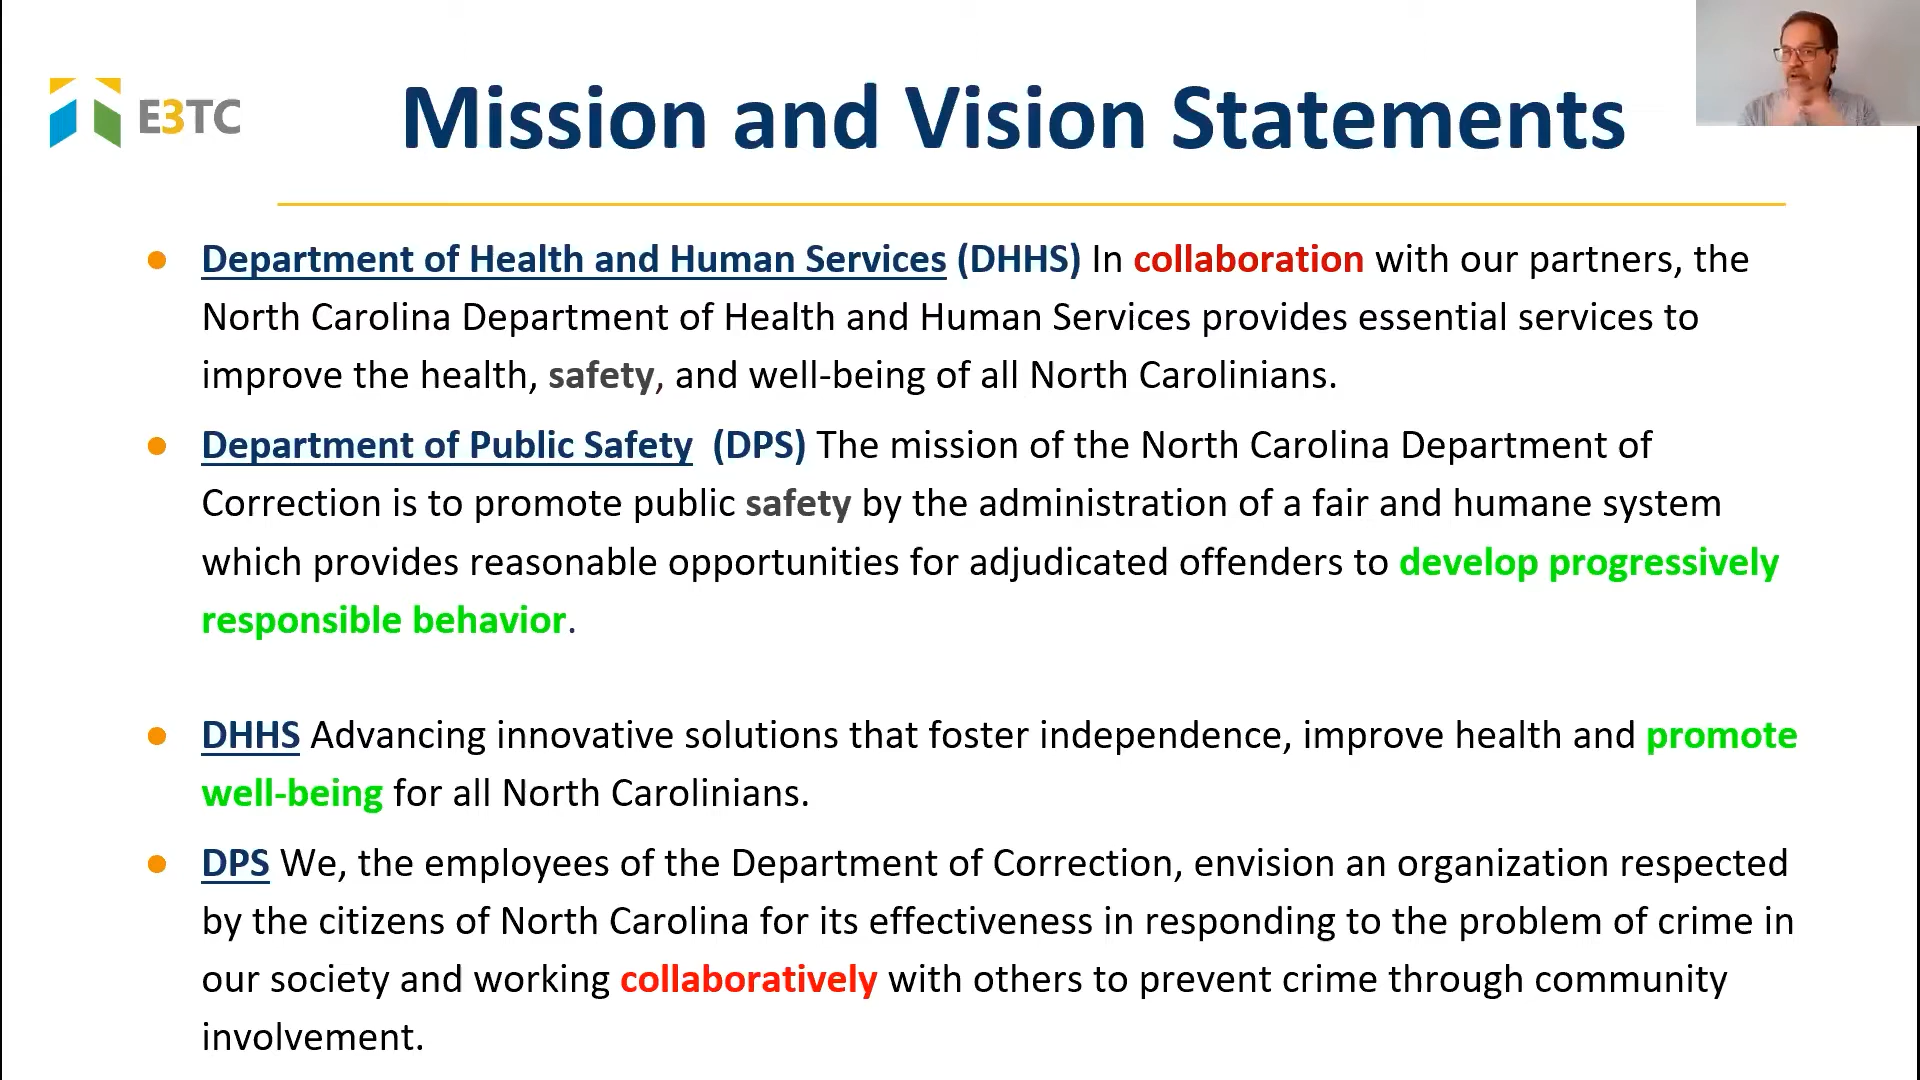 E3TC
Mission and Vision Statements
Department of Health and Human Services (DHHS) In collaboration with our partners, the
North Carolina Department of Health and Human Services provides essential services to
improve the health, safety, and well-being of all North Carolinians.
Department of Public Safety (DPS) The mission of the North Carolina Department of
Correction is to promote public safety by the administration of a fair and humane system
which provides reasonable opportunities for adjudicated offenders to develop progressively
responsible behavior.
DHHS Advancing innovative solutions that foster independence, improve health and promote
well-being for all North Carolinians.
DPS We, the employees of the Department of Correction, envision an organization respected
by the citizens of North Carolina for its effectiveness in responding to the problem of crime in
our society and working collaboratively with others to prevent crime through community
involvement.